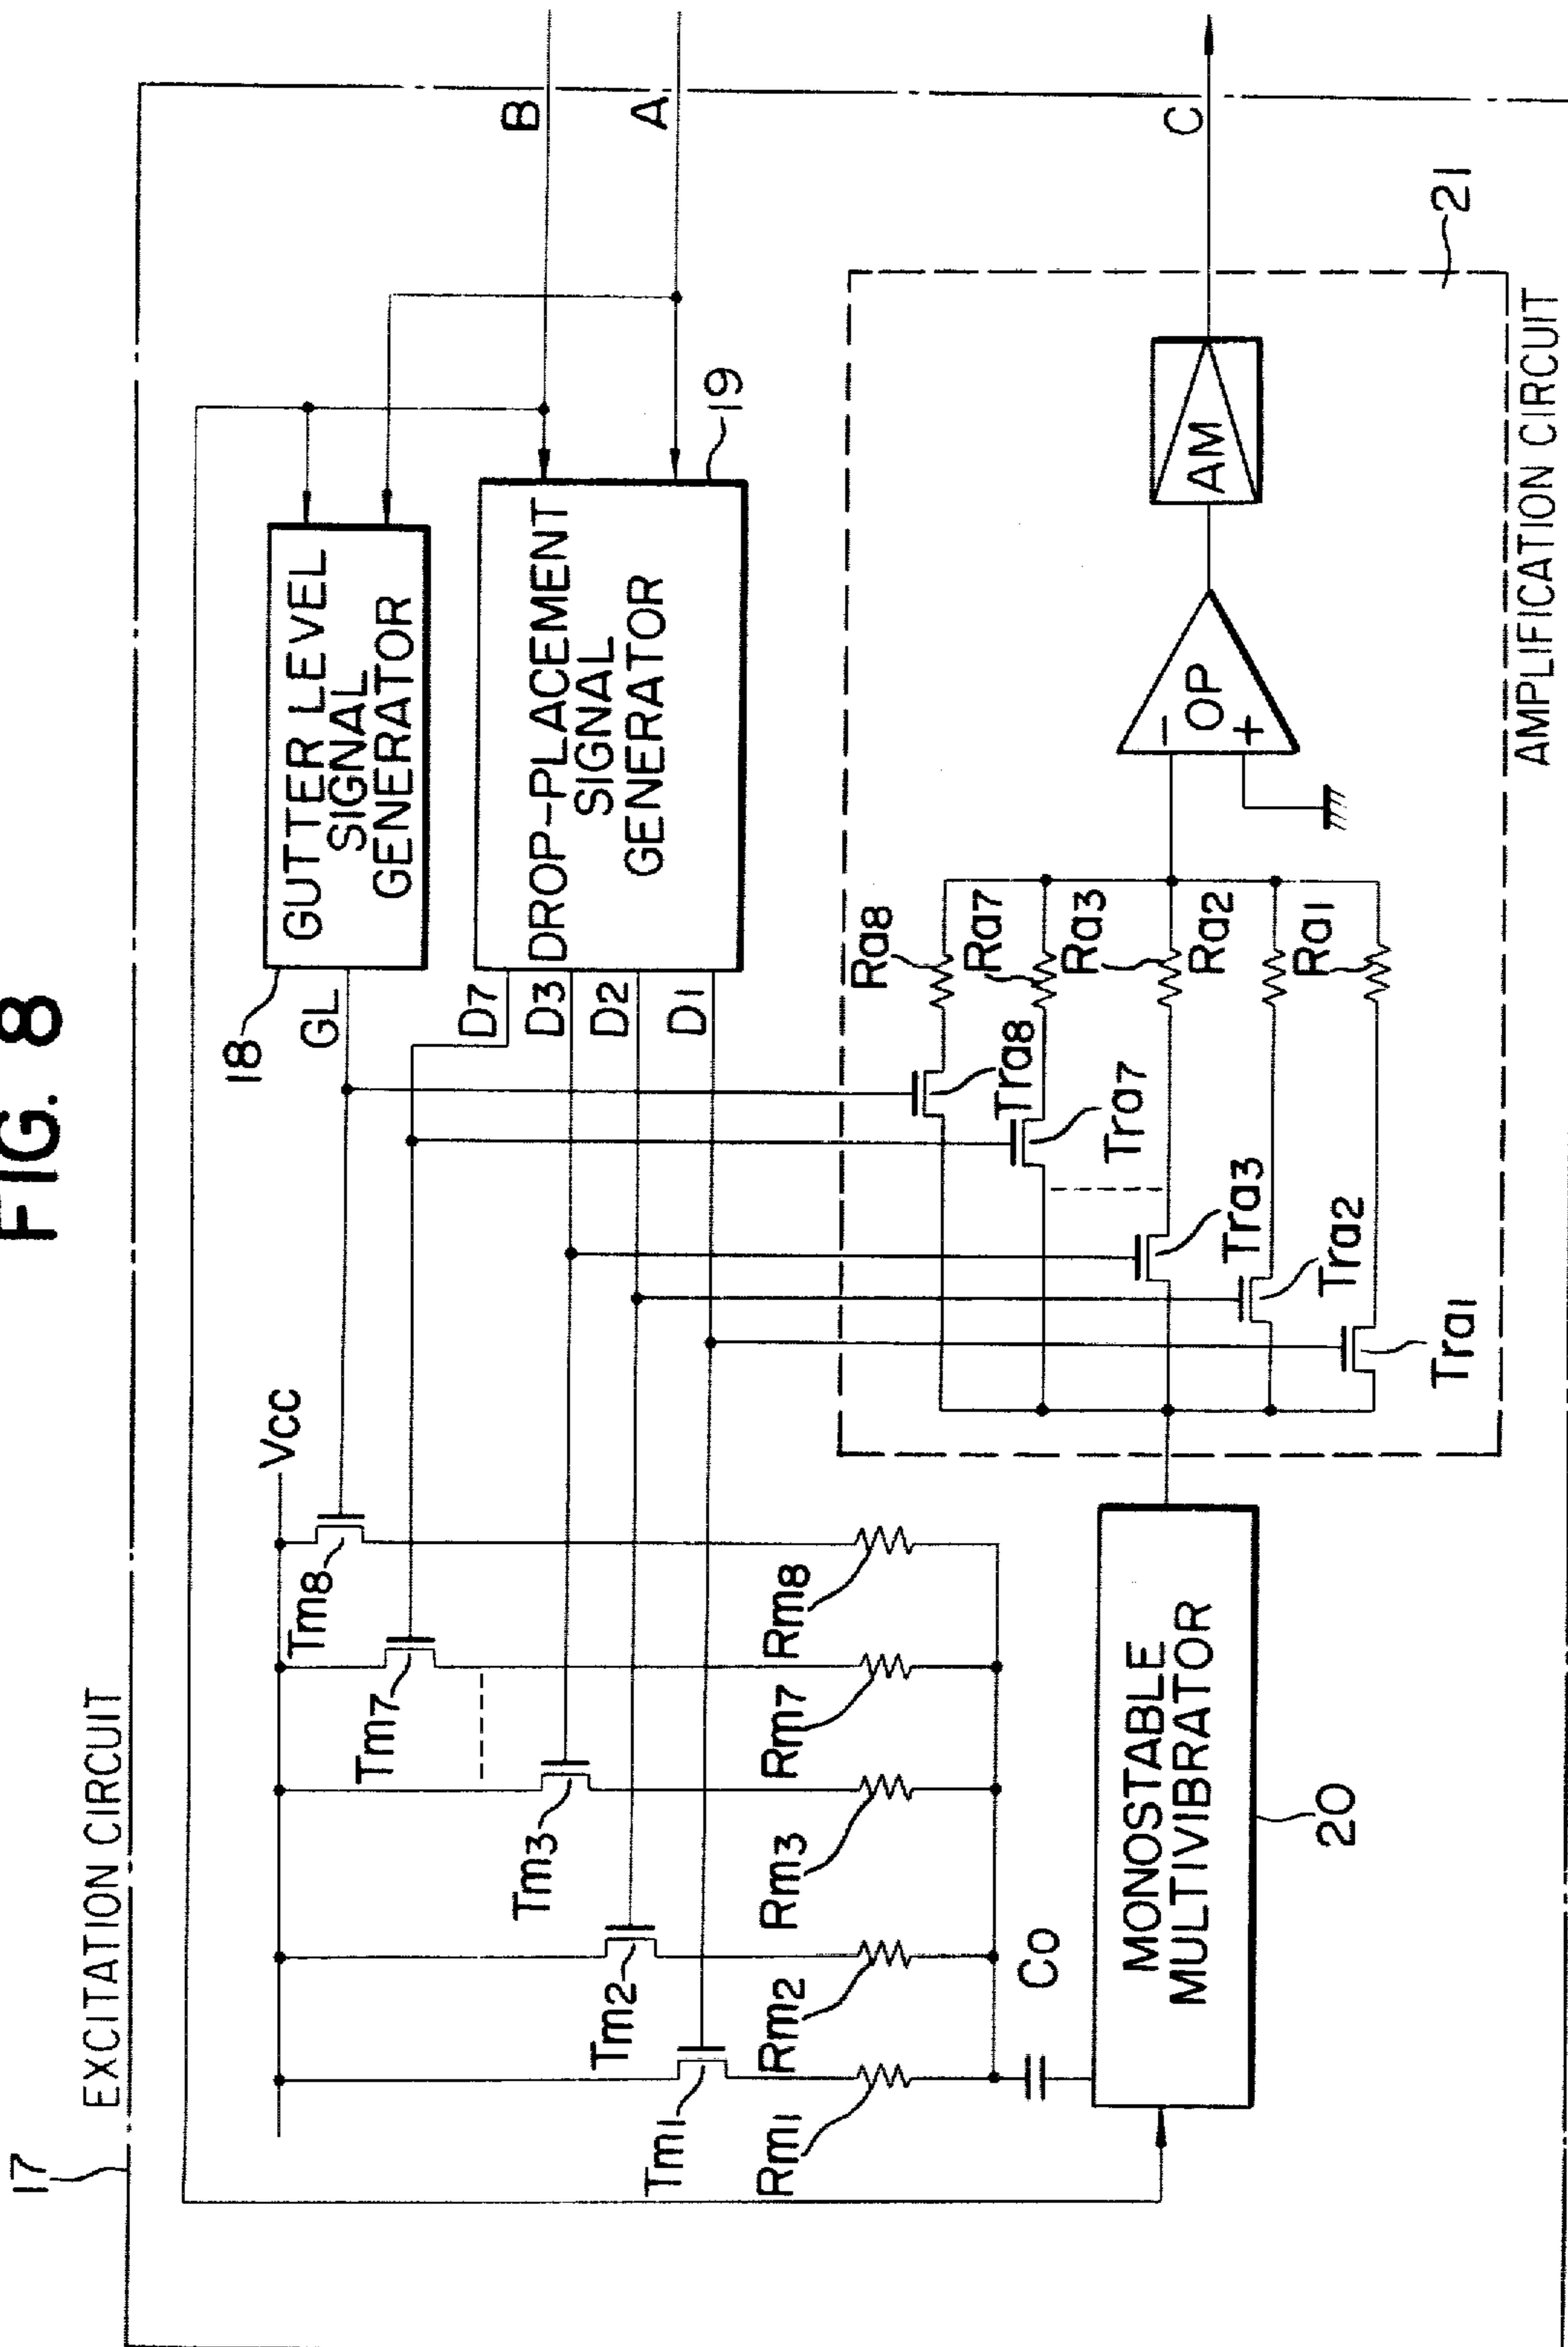 FIG. 8
17
EXCITATION CIRCUIT
B
A
C
Vcc
18
GUTTER LEVEL
SIGNAL
GENERATOR
GL
19
DROP-PLACEMENT
SIGNAL
GENERATOR
D7
D3
D2
D1
Tm1
Tm2
Tm3
Tm7
Tm8
Rm1
Rm2
Rm3
Rm7
Rm8
Co
MONOSTABLE
MULTIVIBRATOR
20
Tra8
Tra7
Tra3
Tra2
Tra1
Ra8
Ra7
Ra3
Ra2
Ra1
−
OP
+
AM
21
AMPLIFICATION CIRCUIT